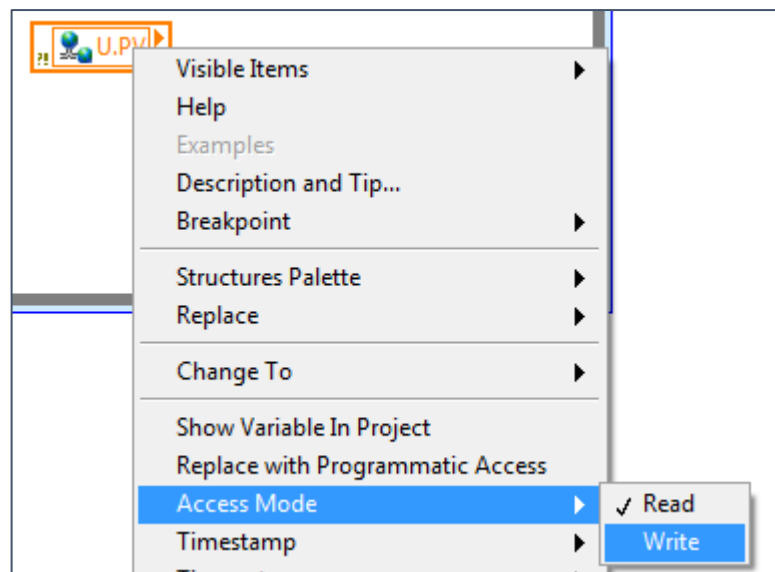 ?! U.PV
Visible Items
Help
Examples
Description and Tip...
Breakpoint
Structures Palette
Replace
Change To
Show Variable In Project
Replace with Programmatic Access
Access Mode
Read
Write
Timestamp